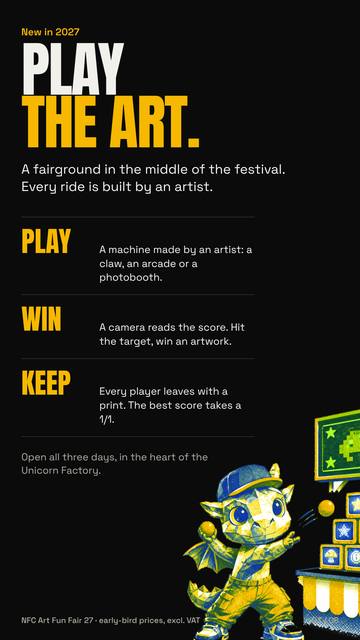 New in 2027
PLAY
THE ART.
A fairground in the middle of the festival.
Every ride is built by an artist.
PLAY
A machine made by an artist: a
claw, an arcade or a
photobooth.
WIN
A camera reads the score. Hit
the target, win an artwork.
KEEP
Every player leaves with a
print. The best score takes a
1/1.
Open all three days, in the heart of the
Unicorn Factory.
NFC Art Fun Fair 27 · early-bird prices, excl. VAT